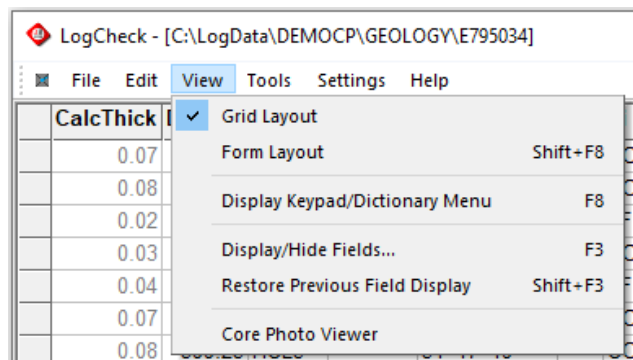 LogCheck - [C:\LogData\DEMOCP\GEOLOGY\E795034]
File Edit View Tools Settings Help
CalcThick
Grid Layout
0.07
Form Layout Shift+F8
0.08
Display Keypad/Dictionary Menu F8
0.02
0.03
Display/Hide Fields... F3
0.04
Restore Previous Field Display Shift+F3
0.07
Core Photo Viewer
0.08